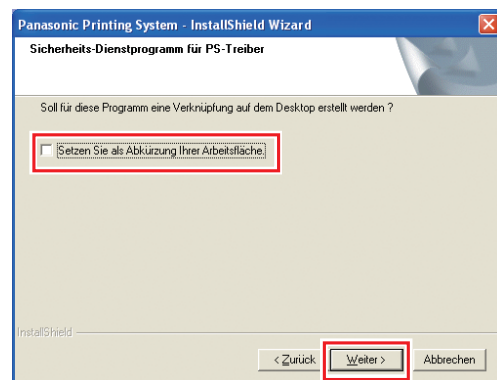 Panasonic Printing System - InstallShield Wizard
Sicherheits-Dienstprogramm für PS-Treiber
Soll für diese Programm eine Verknüpfung auf dem Desktop erstellt werden ?
Setzen Sie als Abkürzung Ihrer Arbeitsfläche.
InstallShield
< Zurück Weiter > Abbrechen